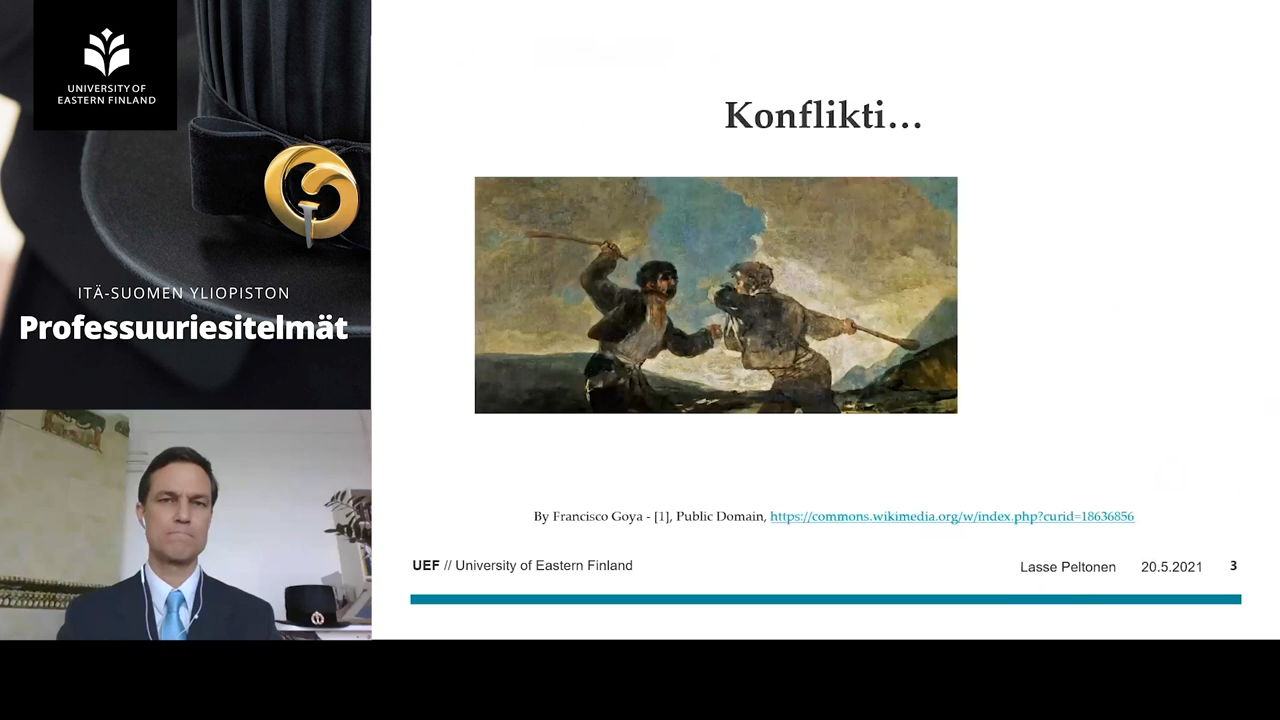 UNIVERSITY OF
EASTERN FINLAND
ITÄ-SUOMEN YLIOPISTON
Professuuriesitelmät
Konflikti...
By Francisco Goya - [1], Public Domain, https://commons.wikimedia.org/w/index.php?curid=18636856
UEF // University of Eastern Finland
Lasse Peltonen 20.5.2021 3